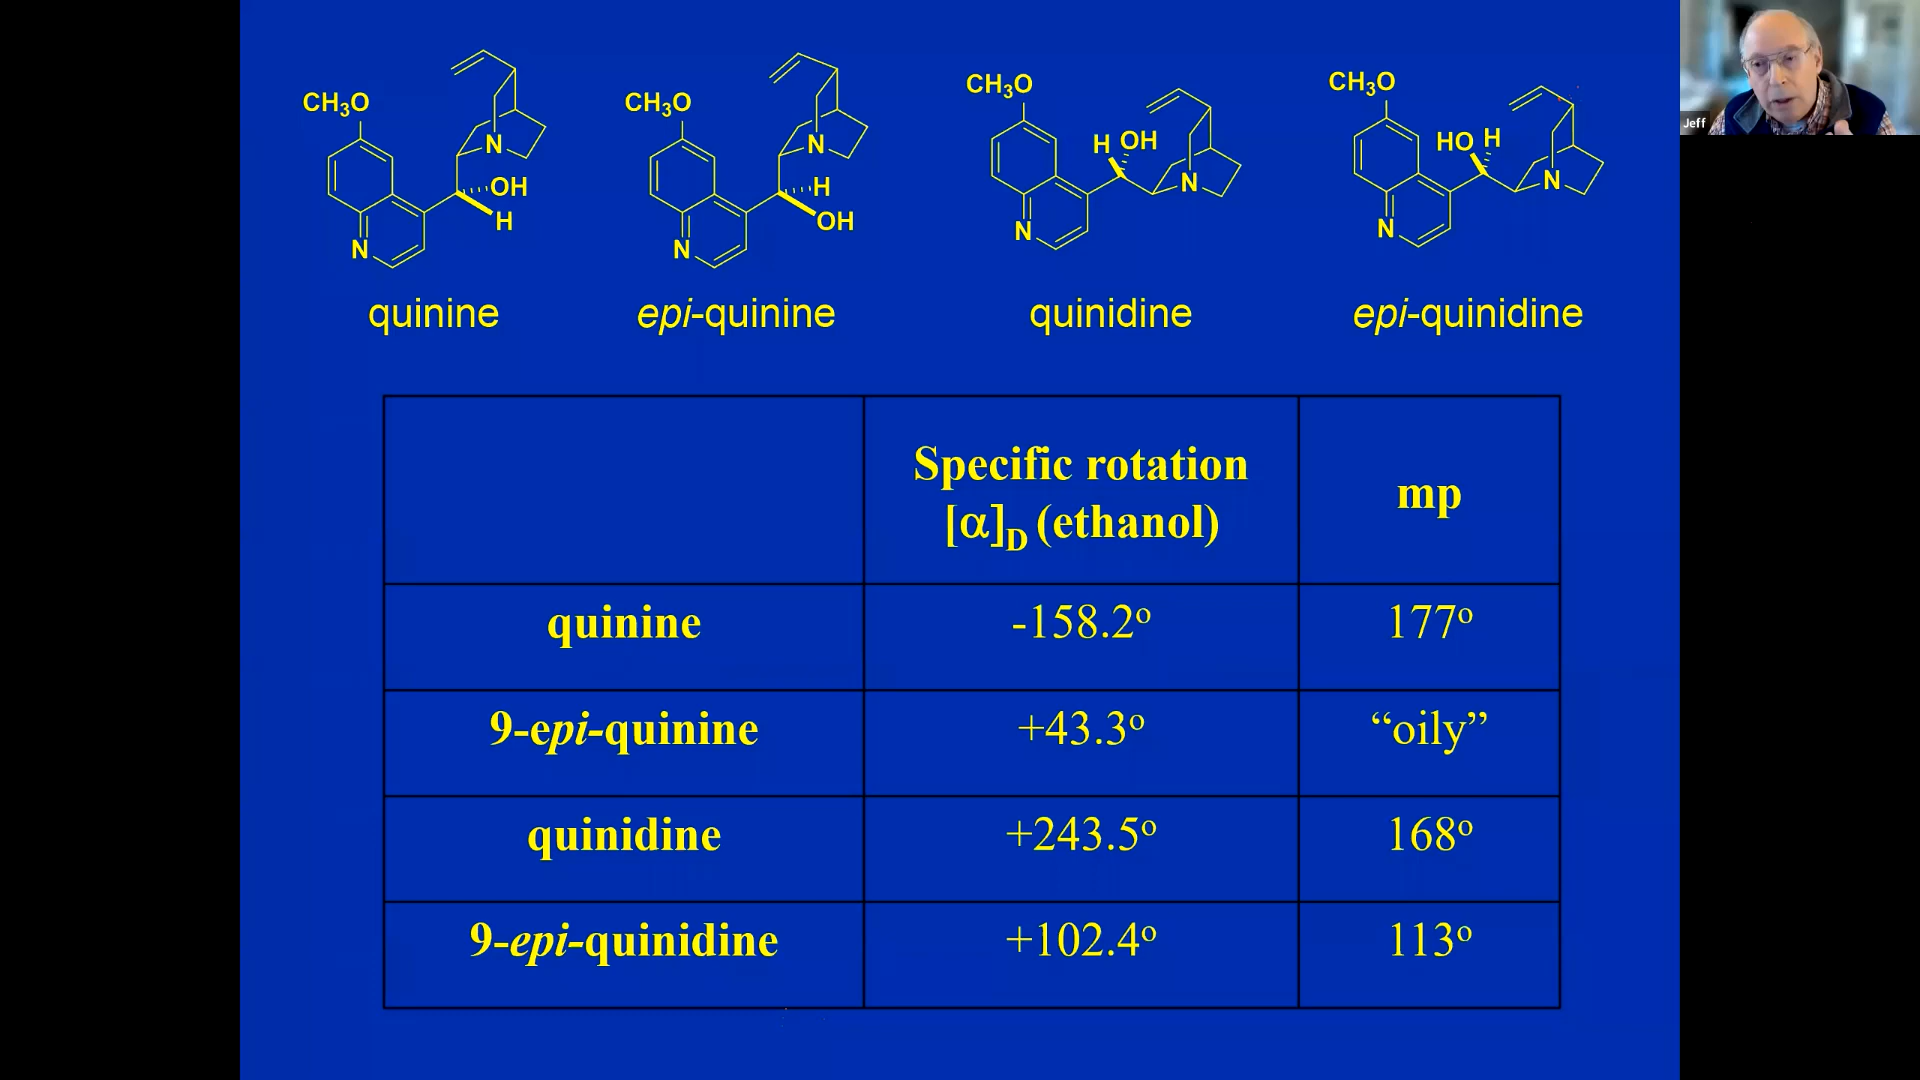 CH₃O
N
OH
H
N
quinine
CH₃O
N
H
OH
N
epi-quinine
CH₃O
H OH
N
N
quinidine
CH₃O
HO H
N
N
epi-quinidine
Jeff
Specific rotation
[α]D (ethanol)
mp
quinine
-158.2º
177º
9-epi-quinine
+43.3º
“oily”
quinidine
+243.5º
168º
9-epi-quinidine
+102.4º
113º